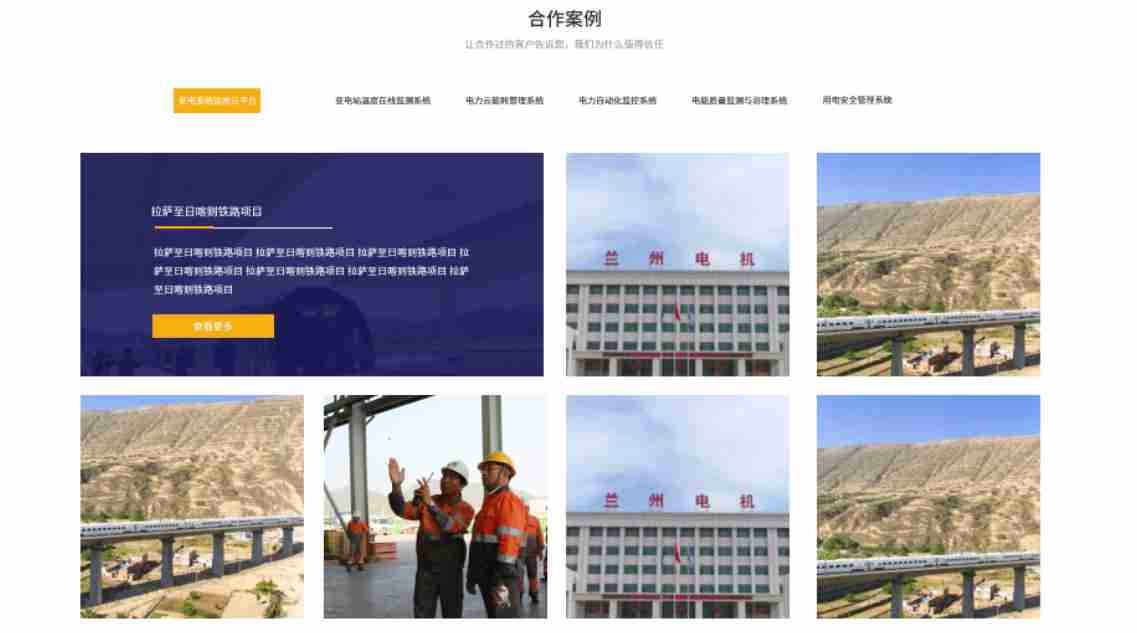 合作案例
让合作过的客户告诉您，我们为什么值得信任
变电系统运维云平台
变电站温度在线监测系统
电力云能耗管理系统
电力自动化监控系统
电能质量监测与治理系统
用电安全管理系统
拉萨至日喀则铁路项目
拉萨至日喀则铁路项目 拉萨至日喀则铁路项目 拉萨至日喀则铁路项目 拉
萨至日喀则铁路项目 拉萨至日喀则铁路项目 拉萨至日喀则铁路项目 拉萨
至日喀则铁路项目
查看更多
兰州电机
兰州电机